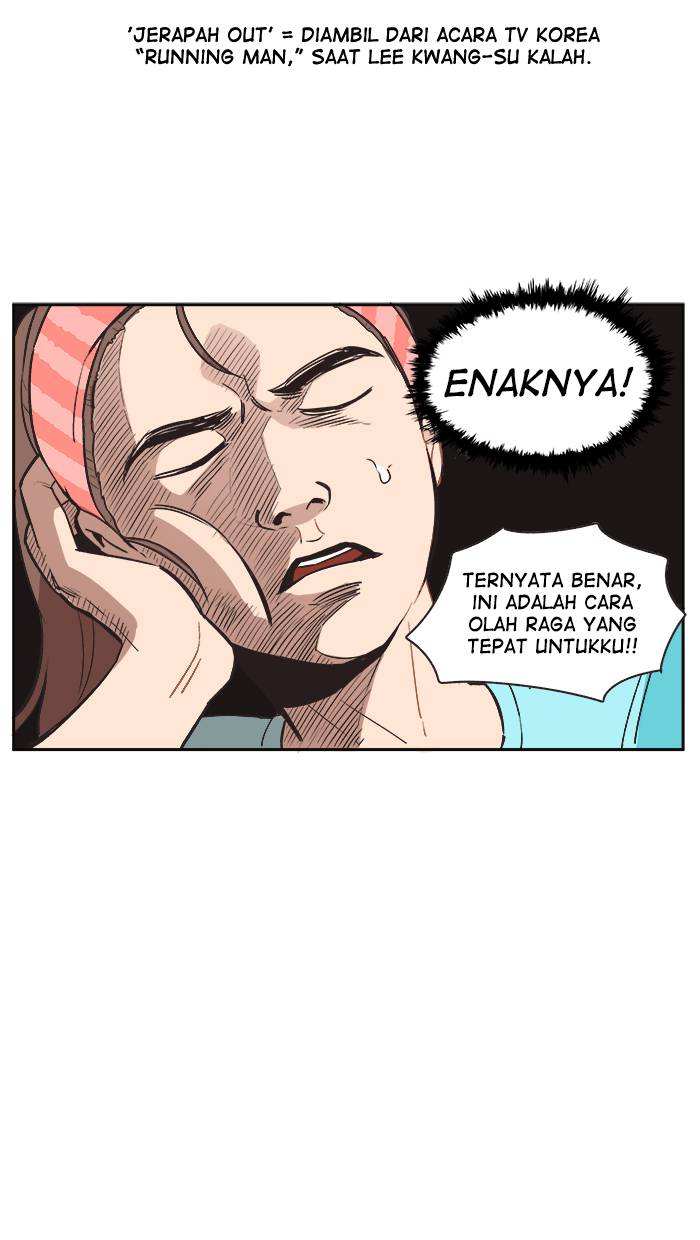 'JERAPAH OUT' = DIAMBIL DARI ACARA TV KOREA
"RUNNING MAN," SAAT LEE KWANG-SU KALAH.
ENAKNYA!
TERNYATA BENAR,
INI ADALAH CARA
OLAH RAGA YANG
TEPAT UNTUKKU!!